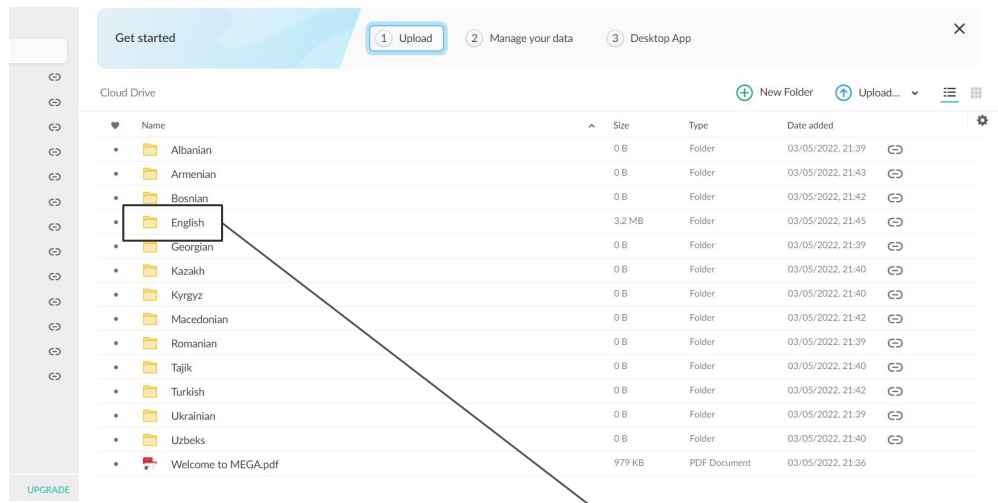 Get started
1 Upload
2 Manage your data
3 Desktop App
Cloud Drive
New Folder
Upload...
Name Size Type Date added
Albanian 0 B Folder 03/05/2022, 21:39
Armenian 0 B Folder 03/05/2022, 21:43
Bosnian 0 B Folder 03/05/2022, 21:42
English 3.2 MB Folder 03/05/2022, 21:45
Georgian 0 B Folder 03/05/2022, 21:39
Kazakh 0 B Folder 03/05/2022, 21:40
Kyrgyz 0 B Folder 03/05/2022, 21:40
Macedonian 0 B Folder 03/05/2022, 21:42
Romanian 0 B Folder 03/05/2022, 21:39
Tajik 0 B Folder 03/05/2022, 21:40
Turkish 0 B Folder 03/05/2022, 21:42
Ukrainian 0 B Folder 03/05/2022, 21:39
Uzbeks 0 B Folder 03/05/2022, 21:40
Welcome to MEGA.pdf 979 KB PDF Document 03/05/2022, 21:36
UPGRADE